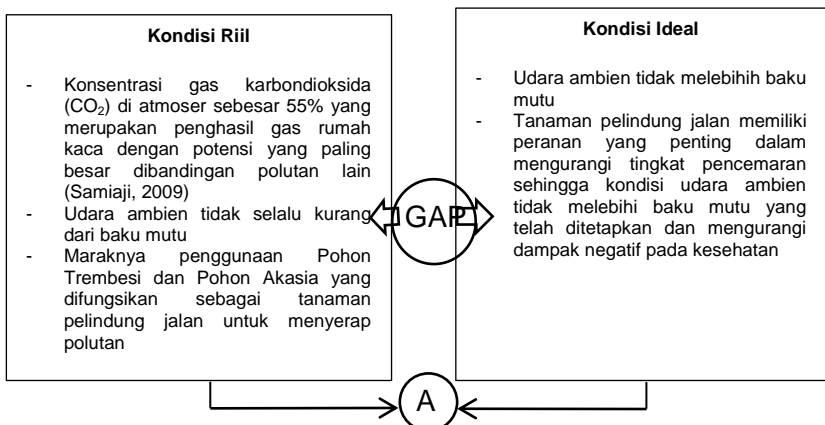 Kondisi Riil
- Konsentrasi gas karbondioksida
(CO₂) di atmoser sebesar 55% yang
merupakan penghasil gas rumah
kaca dengan potensi yang paling
besar dibandingan polutan lain
(Samiaji, 2009)
- Udara ambien tidak selalu kurang
dari baku mutu
- Maraknya penggunaan Pohon
Trembesi dan Pohon Akasia yang
difungsikan sebagai tanaman
pelindung jalan untuk menyerap
polutan
GAP
Kondisi Ideal
- Udara ambien tidak melebihih baku
mutu
- Tanaman pelindung jalan memiliki
peranan yang penting dalam
mengurangi tingkat pencemaran
sehingga kondisi udara ambien
tidak melebihi baku mutu yang
telah ditetapkan dan mengurangi
dampak negatif pada kesehatan
A